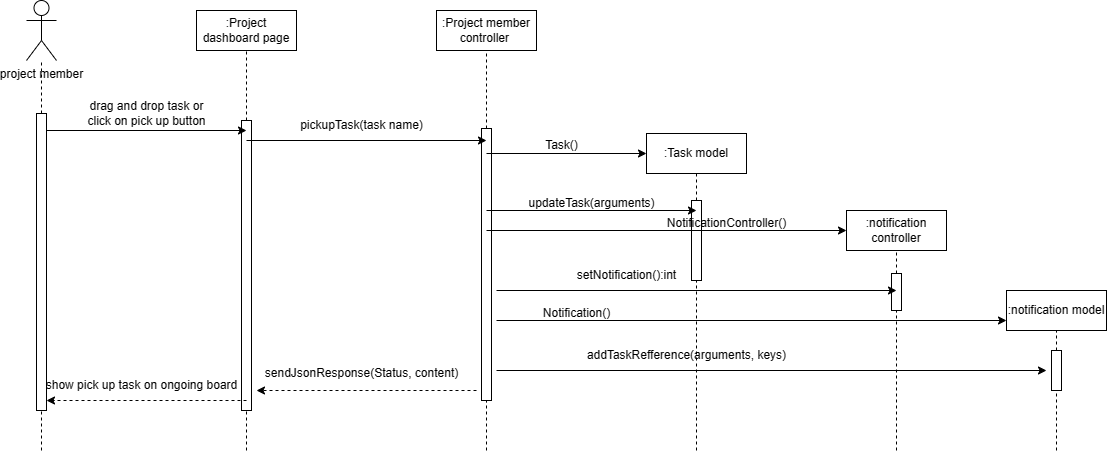 :Project
dashboard page
:Project member
controller
project member
drag and drop task or
click on pick up button
pickupTask(task name)
Task()
:Task model
updateTask(arguments)
NotificationController()
:notification
controller
setNotification():int
Notification()
:notification model
addTaskRefference(arguments, keys)
sendJsonResponse(Status, content)
show pick up task on ongoing board